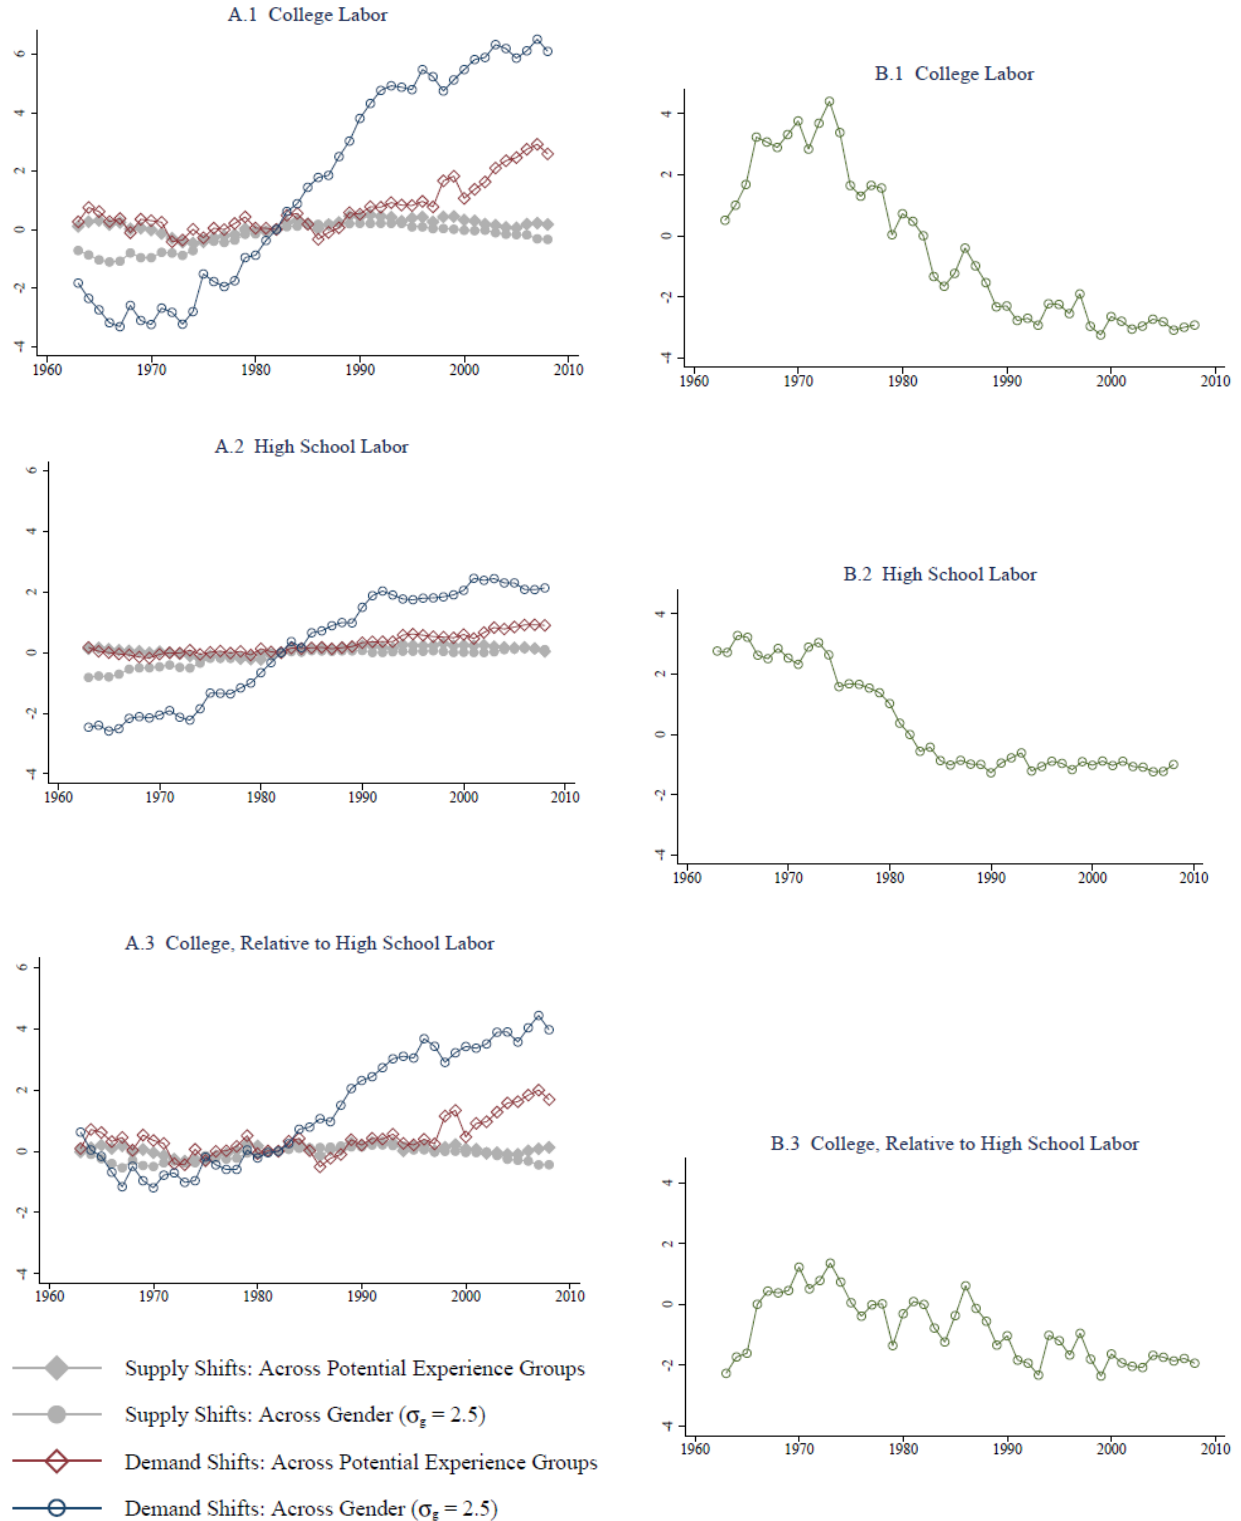 A.1 College Labor
6
4
2
0
-2
-4
1960 1970 1980 1990 2000 2010
B.1 College Labor
4
2
0
-2
-4
1960 1970 1980 1990 2000 2010
A.2 High School Labor
6
4
2
0
-2
-4
1960 1970 1980 1990 2000 2010
B.2 High School Labor
4
2
0
-2
-4
1960 1970 1980 1990 2000 2010
A.3 College, Relative to High School Labor
6
4
2
0
-2
-4
1960 1970 1980 1990 2000 2010
B.3 College, Relative to High School Labor
4
2
0
-2
-4
1960 1970 1980 1990 2000 2010
Supply Shifts: Across Potential Experience Groups
Supply Shifts: Across Gender (σg = 2.5)
Demand Shifts: Across Potential Experience Groups
Demand Shifts: Across Gender (σg = 2.5)